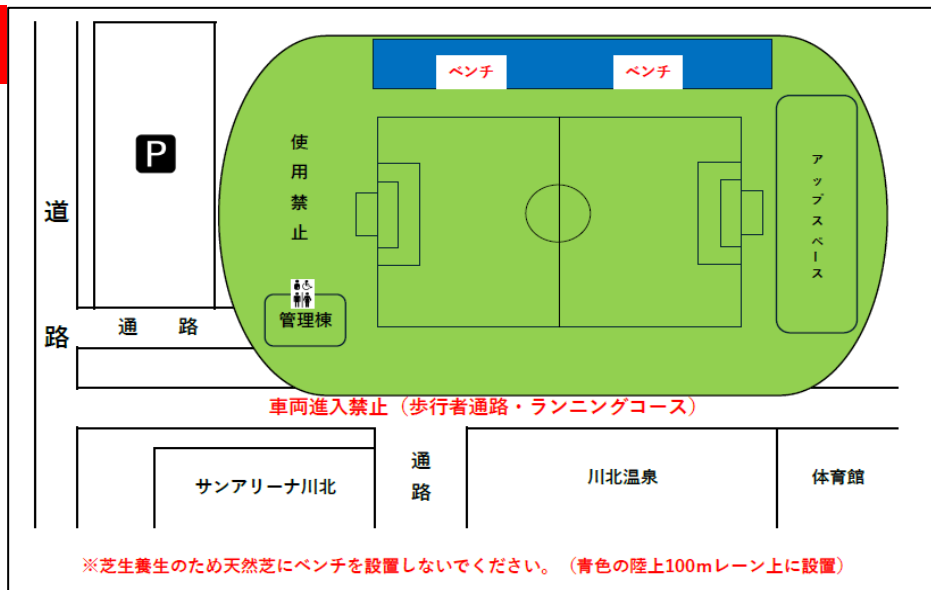 ベンチ
ベンチ
P
使用禁止
アップスペース
道路
管理棟
通路
車両進入禁止（歩行者通路・ランニングコース）
通路
サンアリーナ川北
川北温泉
体育館
※芝生養生のため天然芝にベンチを設置しないでください。（青色の陸上100mレーン上に設置）